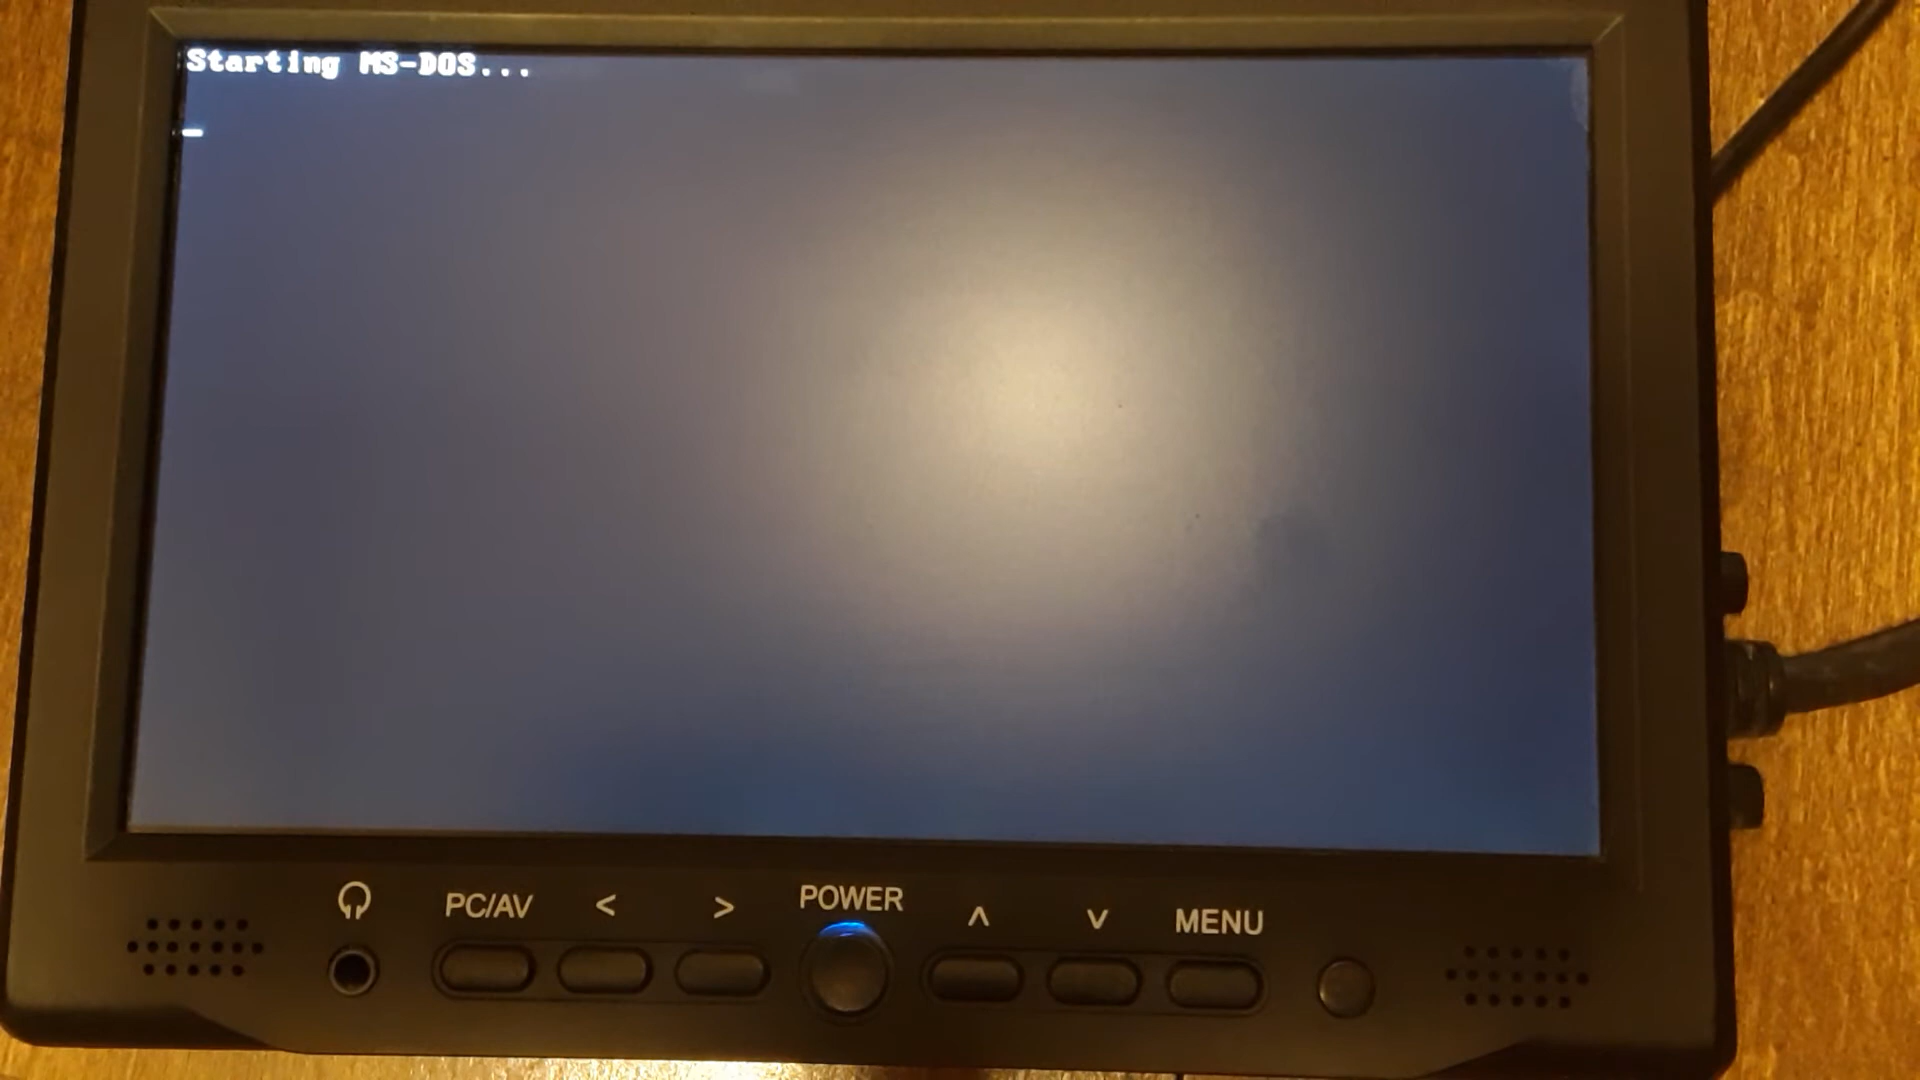 Starting MS-DOS...
PC/AV < > POWER ʌ v MENU